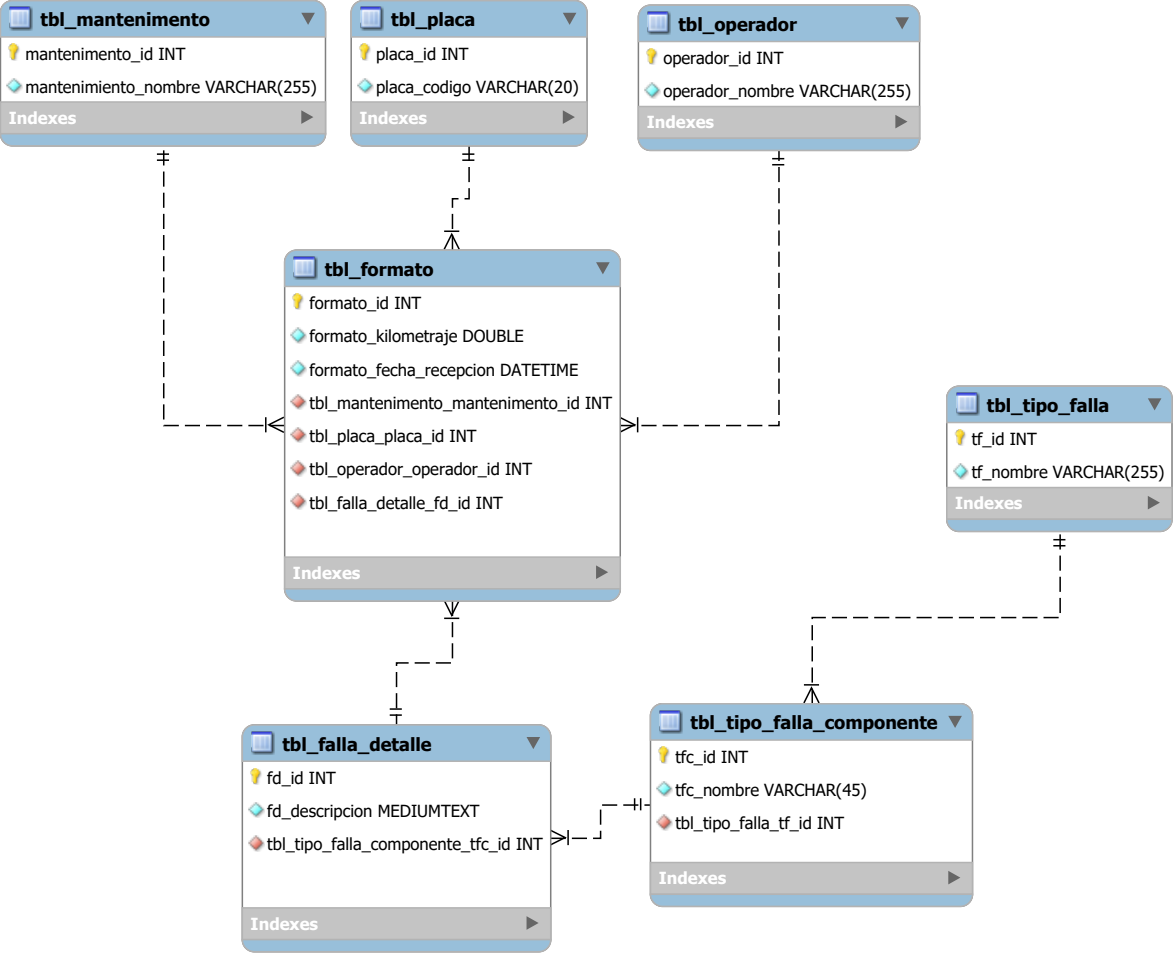 tbl_mantenimento
mantenimento_id INT
mantenimiento_nombre VARCHAR(255)
Indexes
tbl_placa
placa_id INT
placa_codigo VARCHAR(20)
Indexes
tbl_operador
operador_id INT
operador_nombre VARCHAR(255)
Indexes
tbl_formato
formato_id INT
formato_kilometraje DOUBLE
formato_fecha_recepcion DATETIME
tbl_mantenimento_mantenimento_id INT
tbl_placa_placa_id INT
tbl_operador_operador_id INT
tbl_falla_detalle_fd_id INT
Indexes
tbl_tipo_falla
tf_id INT
tf_nombre VARCHAR(255)
Indexes
tbl_falla_detalle
fd_id INT
fd_descripcion MEDIUMTEXT
tbl_tipo_falla_componente_tfc_id INT
Indexes
tbl_tipo_falla_componente
tfc_id INT
tfc_nombre VARCHAR(45)
tbl_tipo_falla_tf_id INT
Indexes